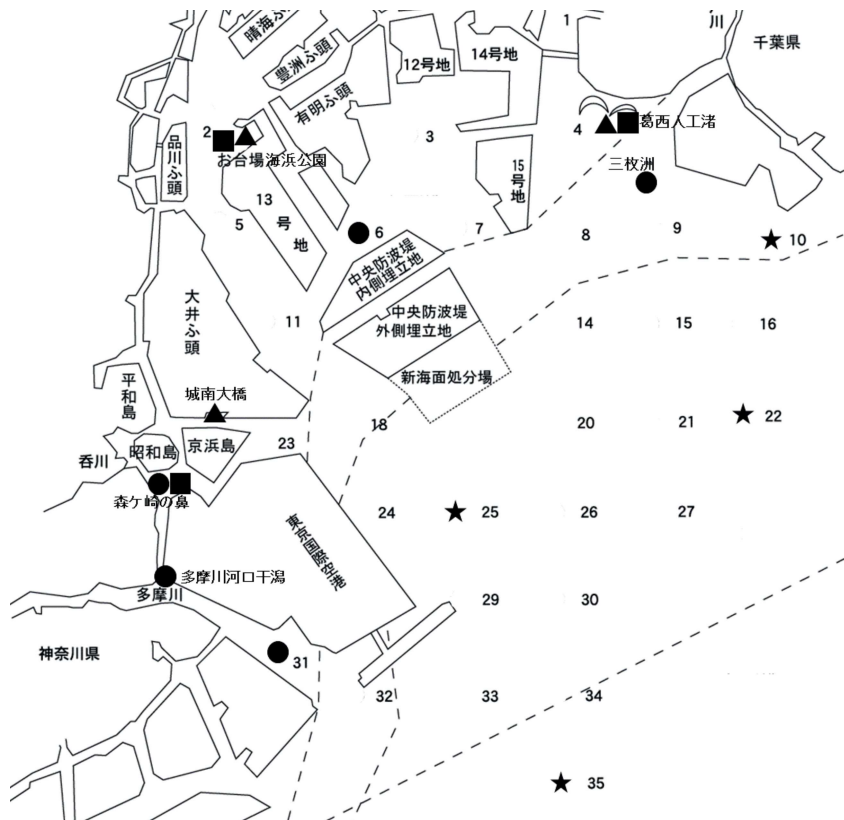 晴海ふ頭
豊洲ふ頭
12号地
14号地
1
川
千葉県
有明ふ頭
品川ふ頭
2
お台場海浜公園
3
4
葛西人工渚
三枚洲
15号地
13号地
5
6
7
8
9
10
中央防波堤
内側埋立地
大井ふ頭
11
中央防波堤
外側埋立地
14
15
16
新海面処分場
平和島
城南大橋
18
20
21
22
呑川
昭和島
京浜島
23
森ケ崎の鼻
東京国際空港
24
25
26
27
多摩川河口干潟
多摩川
29
30
神奈川県
31
32
33
34
35